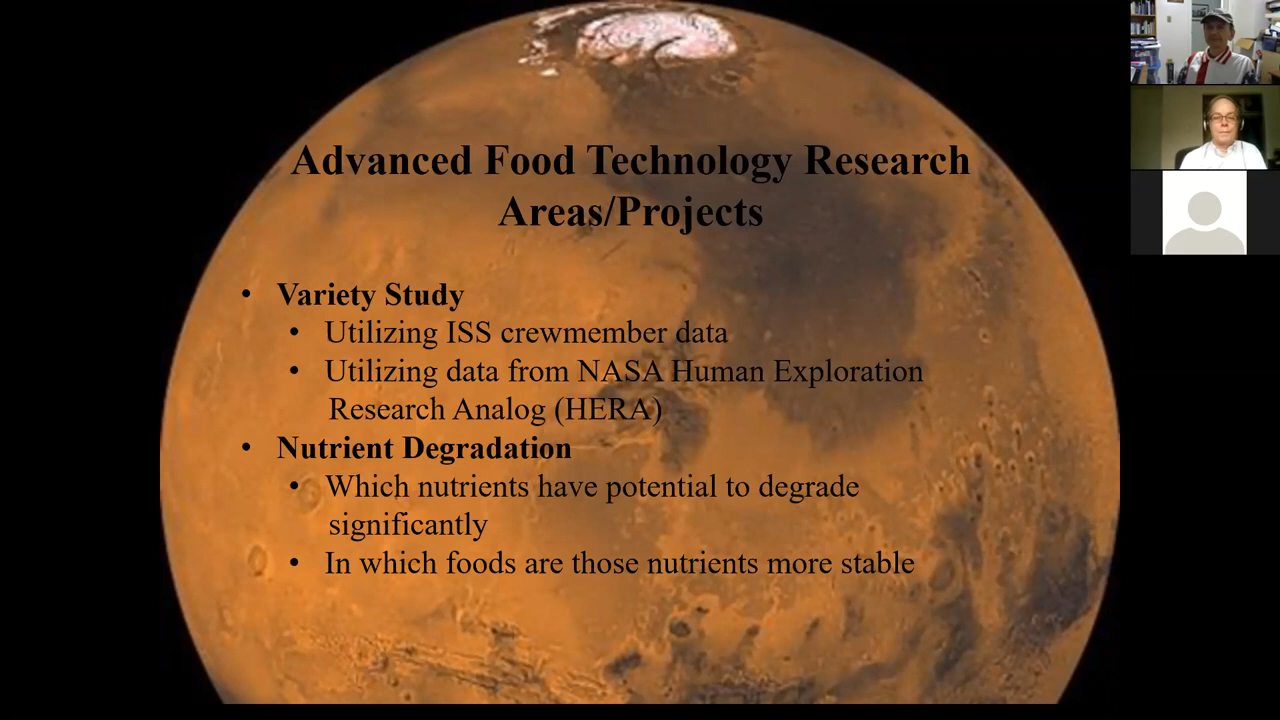 Advanced Food Technology Research
Areas/Projects
• Variety Study
• Utilizing ISS crewmember data
• Utilizing data from NASA Human Exploration
Research Analog (HERA)
• Nutrient Degradation
• Which nutrients have potential to degrade
significantly
• In which foods are those nutrients more stable